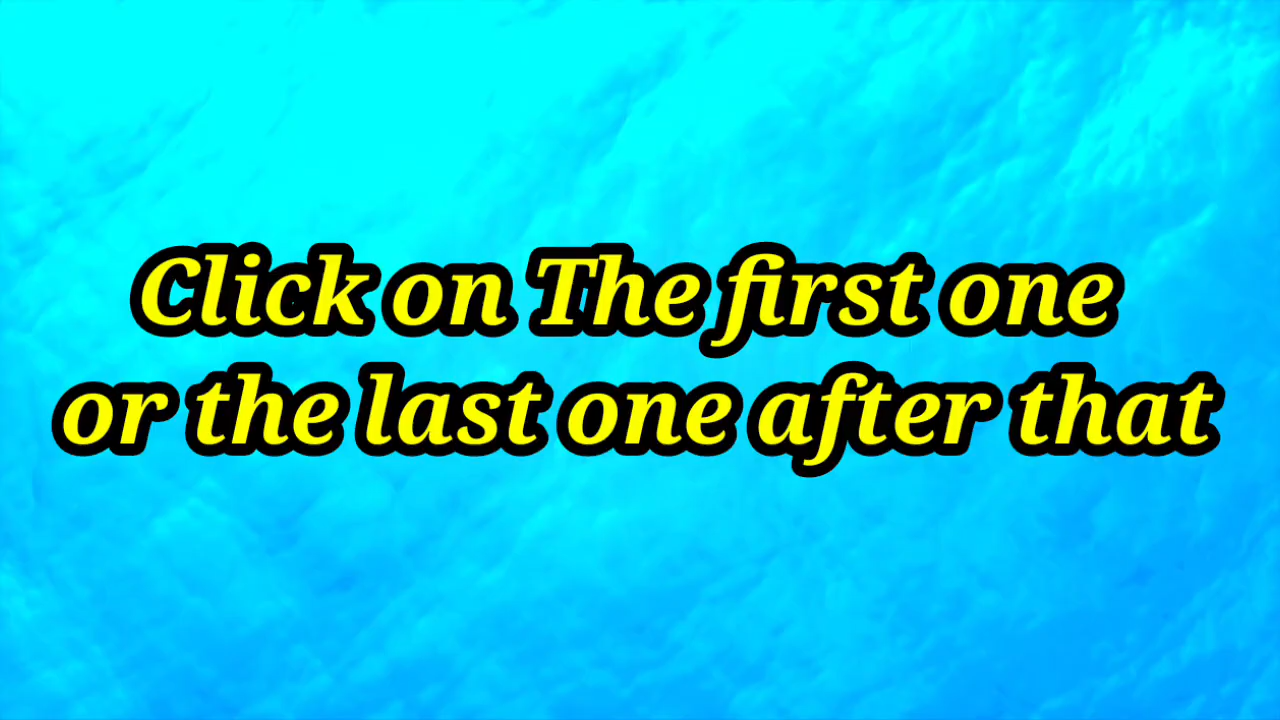 Click on The first one
or the last one after that